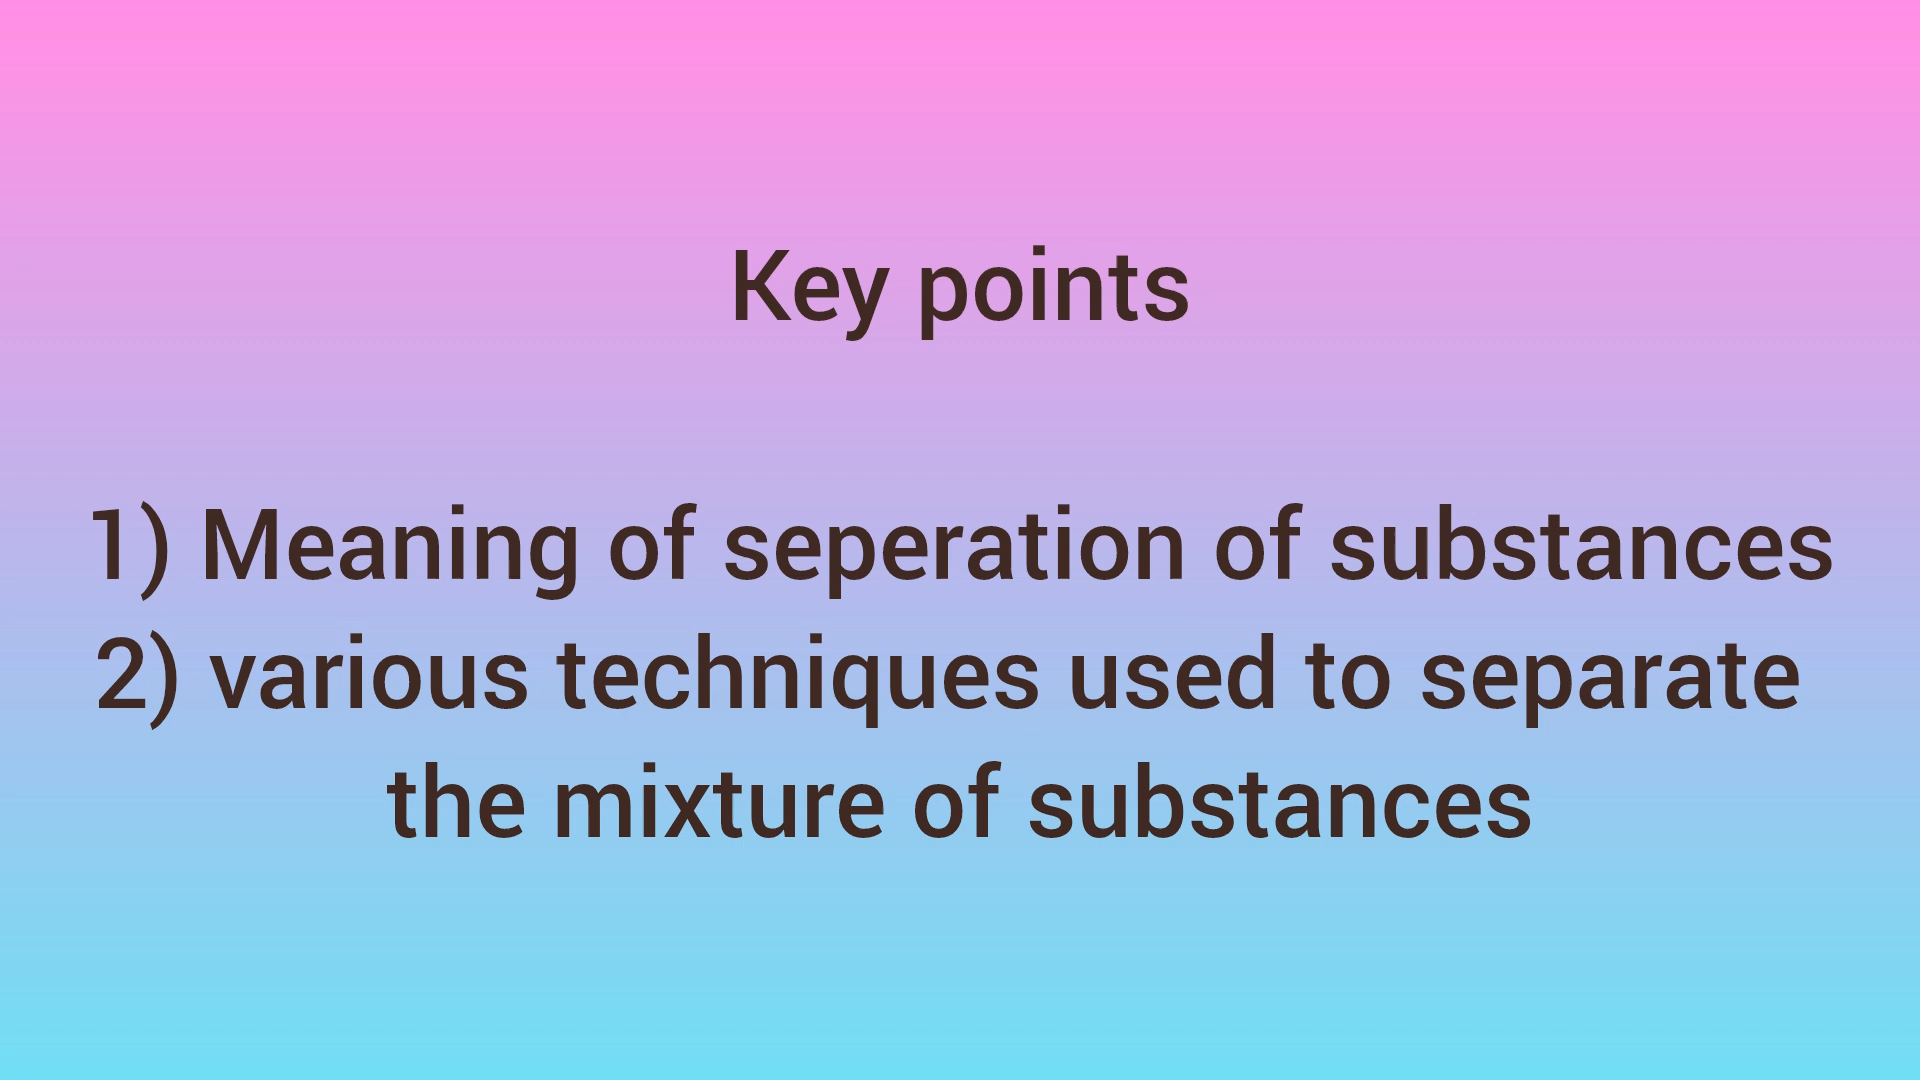 Key points
1) Meaning of seperation of substances
2) various techniques used to separate
the mixture of substances